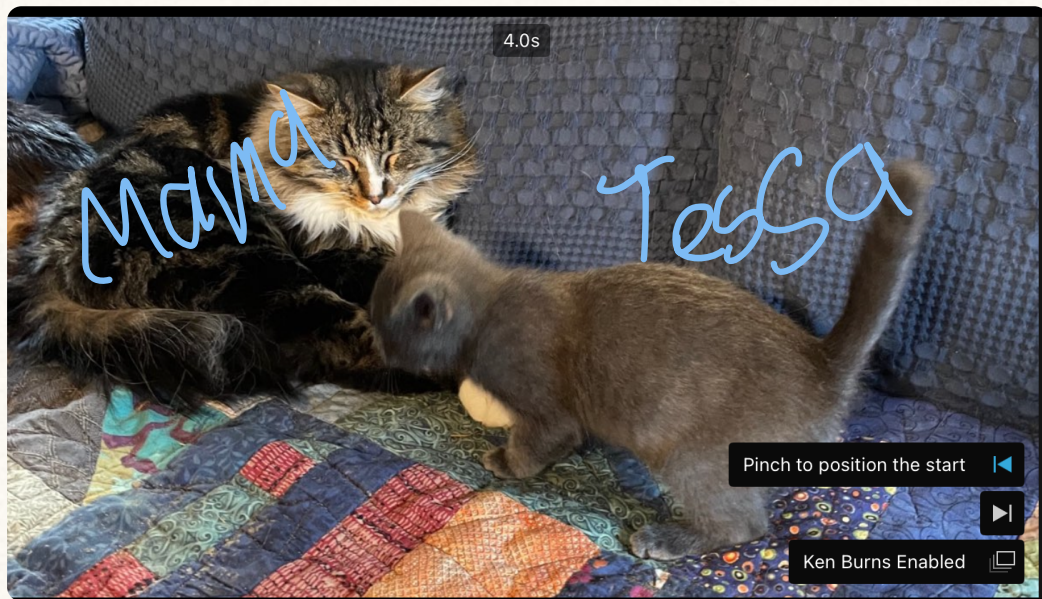 4.0s
Mama
Tessa
Pinch to position the start
Ken Burns Enabled